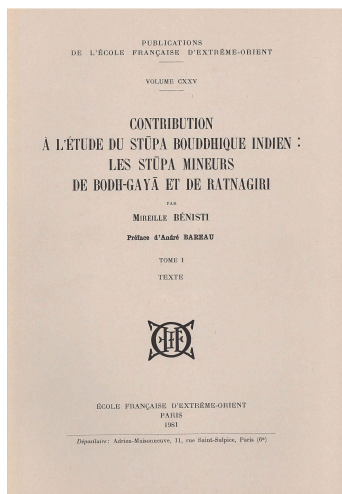 PUBLICATIONS
DE L'ÉCOLE FRANÇAISE D'EXTRÊME-ORIENT
VOLUME CXXV
CONTRIBUTION
À L'ÉTUDE DU STŪPA BOUDDHIQUE INDIEN :
LES STŪPA MINEURS
DE BODH-GAYĀ ET DE RATNAGIRI
PAR
MIREILLE BÉNISTI
Préface d'André BAREAU
TOME I
TEXTE
ÉCOLE FRANÇAISE D'EXTRÊME-ORIENT
PARIS
1981
Dépositaire : Adrien-Maisonneuve, 11, rue Saint-Sulpice, Paris (6e)